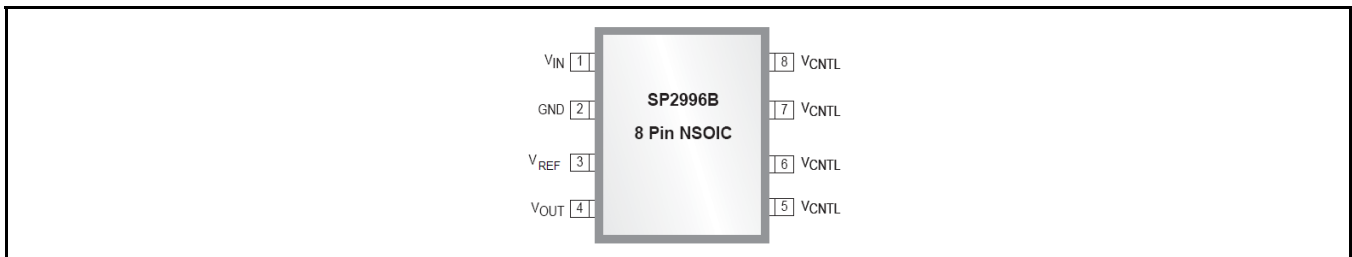 VIN 1
GND 2
VREF 3
VOUT 4
SP2996B
8 Pin NSOIC
8 VCNTL
7 VCNTL
6 VCNTL
5 VCNTL